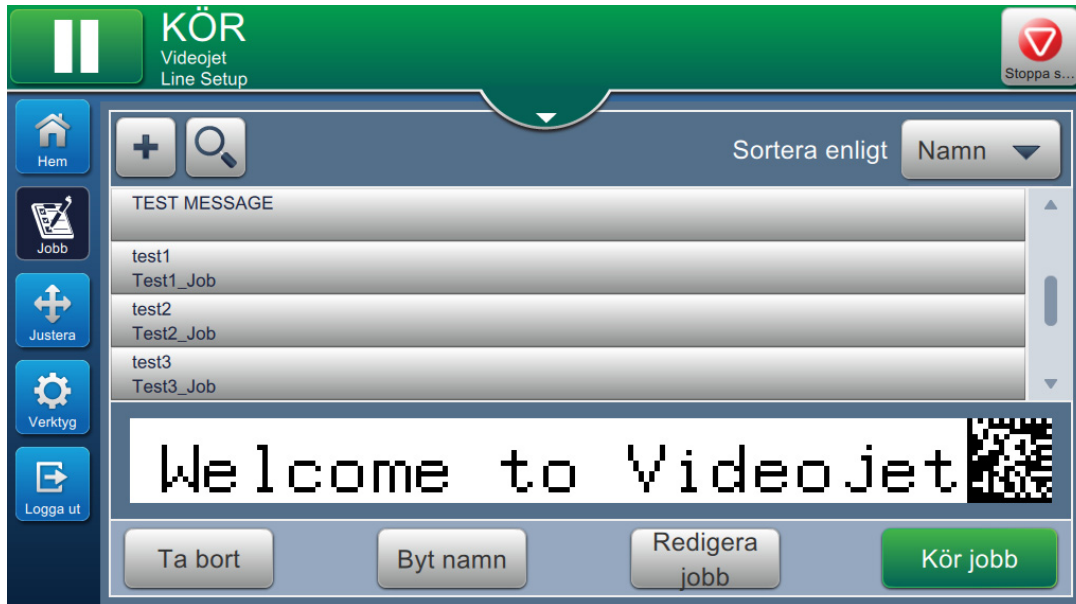 KÖR
Videojet
Line Setup
Stoppa s...
Hem
Sortera enligt
Namn
TEST MESSAGE
Jobb
test1
Test1_Job
test2
Test2_Job
Justera
test3
Test3_Job
Verktyg
Welcome to Videojet
Logga ut
Ta bort
Byt namn
Redigera
jobb
Kör jobb